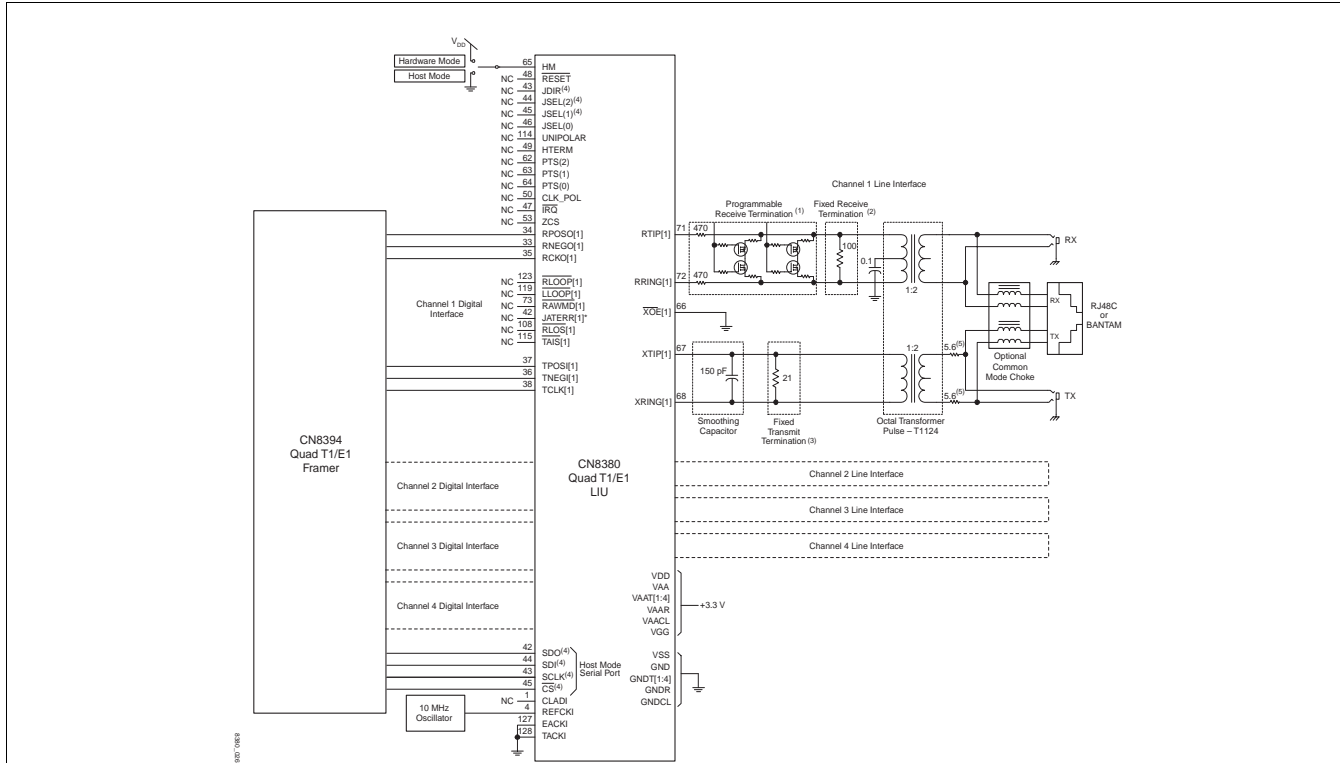 VDD
Hardware Mode
Host Mode
65 HM
NC 48 RESET
NC 43 JDIR(4)
NC 44 JSEL(2)(4)
NC 45 JSEL(1)(4)
NC 46 JSEL(0)
NC 114 UNIPOLAR
NC 49 HTERM
NC 62 PTS(2)
NC 63 PTS(1)
NC 64 PTS(0)
NC 50 CLK_POL
NC 47 IRQ
NC 53 ZCS
34 RPOSO[1]
33 RNEGO[1]
35 RCKO[1]
NC 123 RLOOP[1]
NC 119 LLOOP[1]
NC 73 RAWMD[1]
NC 42 JATERR[1]*
NC 108 RLOS[1]
NC 115 TAIS[1]
Channel 1 Digital
Interface
37 TPOSI[1]
36 TNEGI[1]
38 TCLK[1]
CN8394
Quad T1/E1
Framer
Channel 2 Digital Interface
Channel 3 Digital Interface
Channel 4 Digital Interface
42 SDO(4)
44 SDI(4)
43 SCLK(4)
45 CS(4)
Host Mode
Serial Port
NC 1 CLADI
4 REFCKI
127 EACKI
128 TACKI
10 MHz
Oscillator
CN8380
Quad T1/E1
LIU
Channel 1 Line Interface
Programmable
Receive Termination (1)
Fixed Receive
Termination (2)
RTIP[1] 71 470
100
0.1
RRING[1] 72 470
1:2
RX
XOE[1] 66
XTIP[1] 67
150 pF
21
1:2
5.6(5)
XRING[1] 68
5.6(5)
TX
RX
TX
RJ48C
or
BANTAM
Optional
Common
Mode Choke
Smoothing
Capacitor
Fixed
Transmit
Termination (3)
Octal Transformer
Pulse – T1124
Channel 2 Line Interface
Channel 3 Line Interface
Channel 4 Line Interface
VDD
VAA
VAAT[1:4]
VAAR
VAACL
VGG
+3.3 V
VSS
GND
GNDT[1:4]
GNDR
GNDCL
8380_026